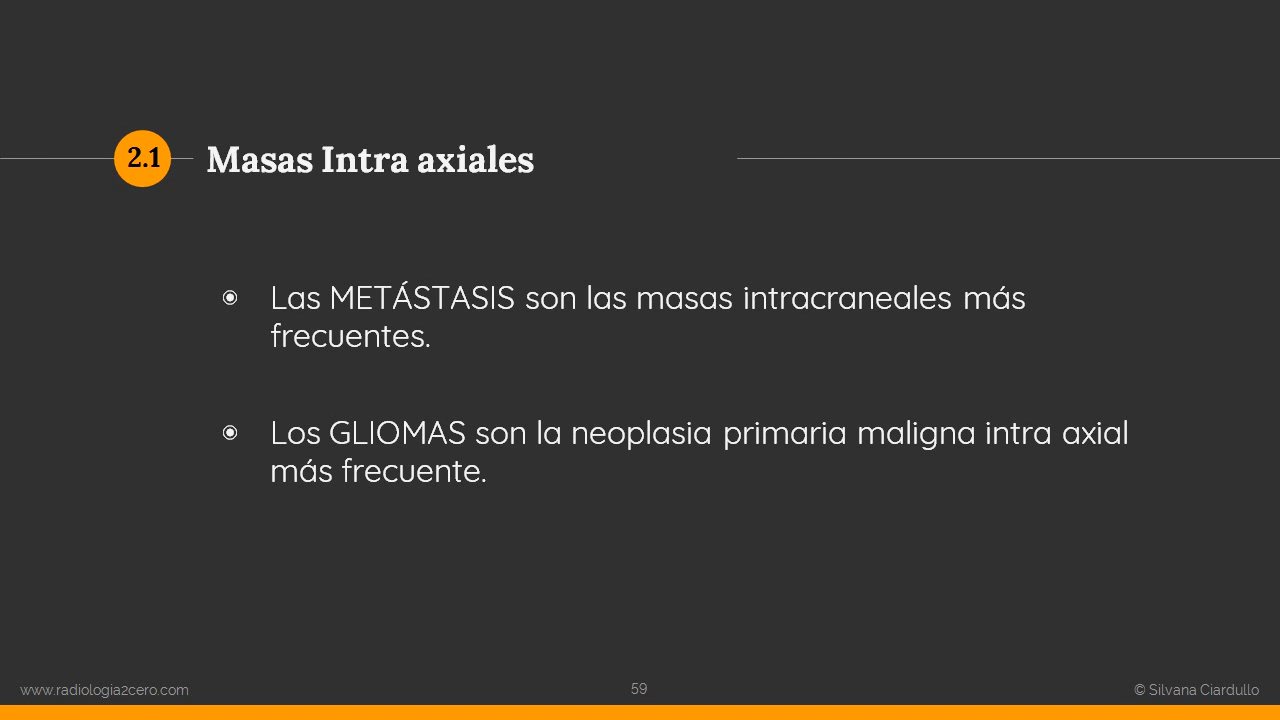 2.1 Masas Intra axiales
◉ Las METÁSTASIS son las masas intracraneales más
frecuentes.
◉ Los GLIOMAS son la neoplasia primaria maligna intra axial
más frecuente.
www.radiologia2cero.com 59 © Silvana Ciardullo